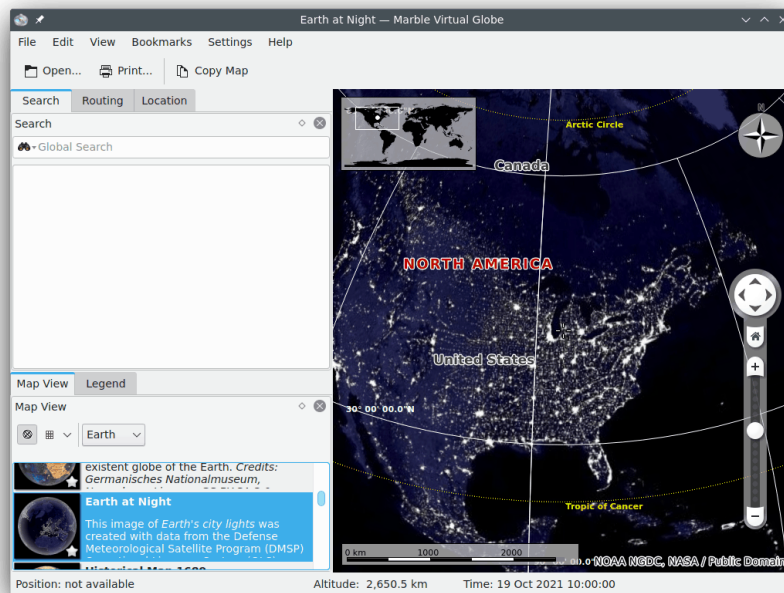 Earth at Night — Marble Virtual Globe
File Edit View Bookmarks Settings Help
Open... Print... Copy Map
Search Routing Location
Search
Global Search
Map View Legend
Map View
Earth
existent globe of the Earth. Credits:
Germanisches Nationalmuseum,
Earth at Night
This image of Earth's city lights was
created with data from the Defense
Meteorological Satellite Program (DMSP)
Historical Map 1689
N
Arctic Circle
Canada
NORTH AMERICA
United States
30° 00' 00.0"N
Tropic of Cancer
0 km 1000 2000
NOAA NGDC, NASA / Public Domain
Position: not available Altitude: 2,650.5 km Time: 19 Oct 2021 10:00:00